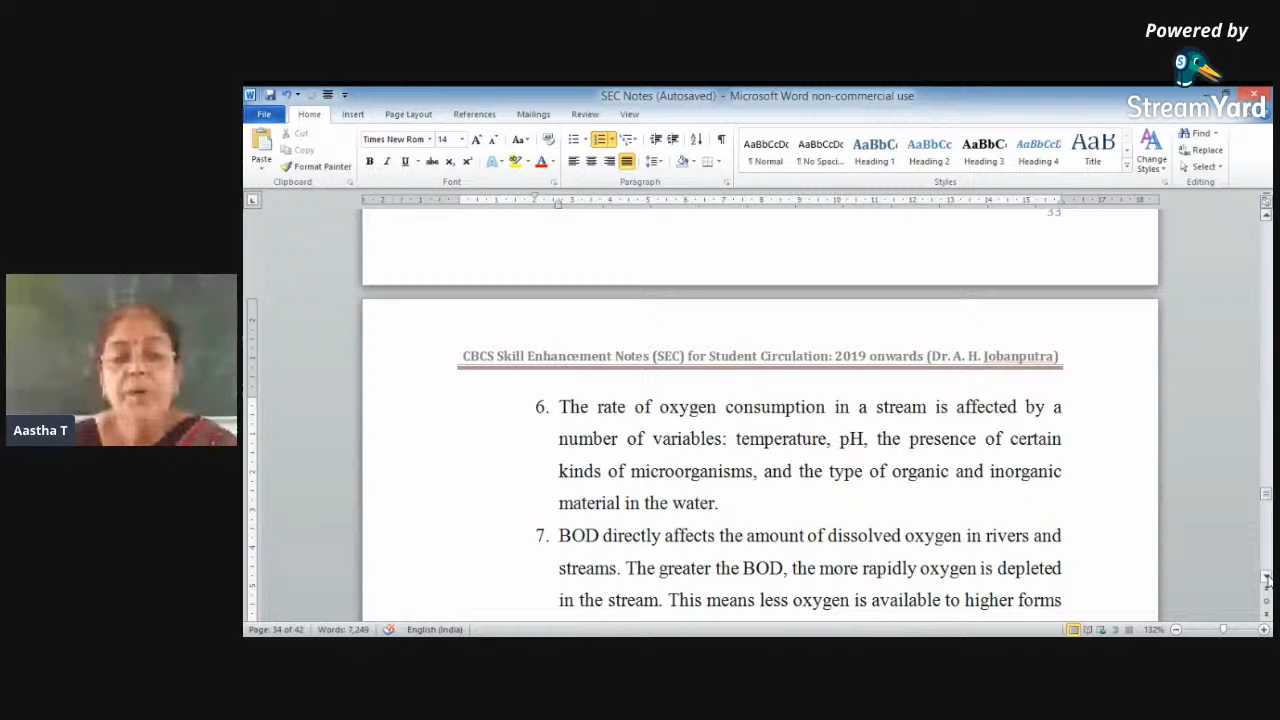 Powered by
StreamYard
SEC Notes (Autosaved) - Microsoft Word non-commercial use
File Home Insert Page Layout References Mailings Review View
Cut
Copy
Format Painter
Paste
Times New Rom 14
Find
Replace
Select
AaBbCcDc AaBbCcDc AaBbCc AaBbCc AaBbC AaBbCcD AaB
¶ Normal ¶ No Spaci... Heading 1 Heading 2 Heading 3 Heading 4 Title
Change Styles
Clipboard Font Paragraph Styles Editing
33
CBCS Skill Enhancement Notes (SEC) for Student Circulation: 2019 onwards (Dr. A. H. Jobanputra)
6. The rate of oxygen consumption in a stream is affected by a
number of variables: temperature, pH, the presence of certain
kinds of microorganisms, and the type of organic and inorganic
material in the water.
7. BOD directly affects the amount of dissolved oxygen in rivers and
streams. The greater the BOD, the more rapidly oxygen is depleted
in the stream. This means less oxygen is available to higher forms
Aastha T
Page: 34 of 42 Words: 7,249 English (India) 132%